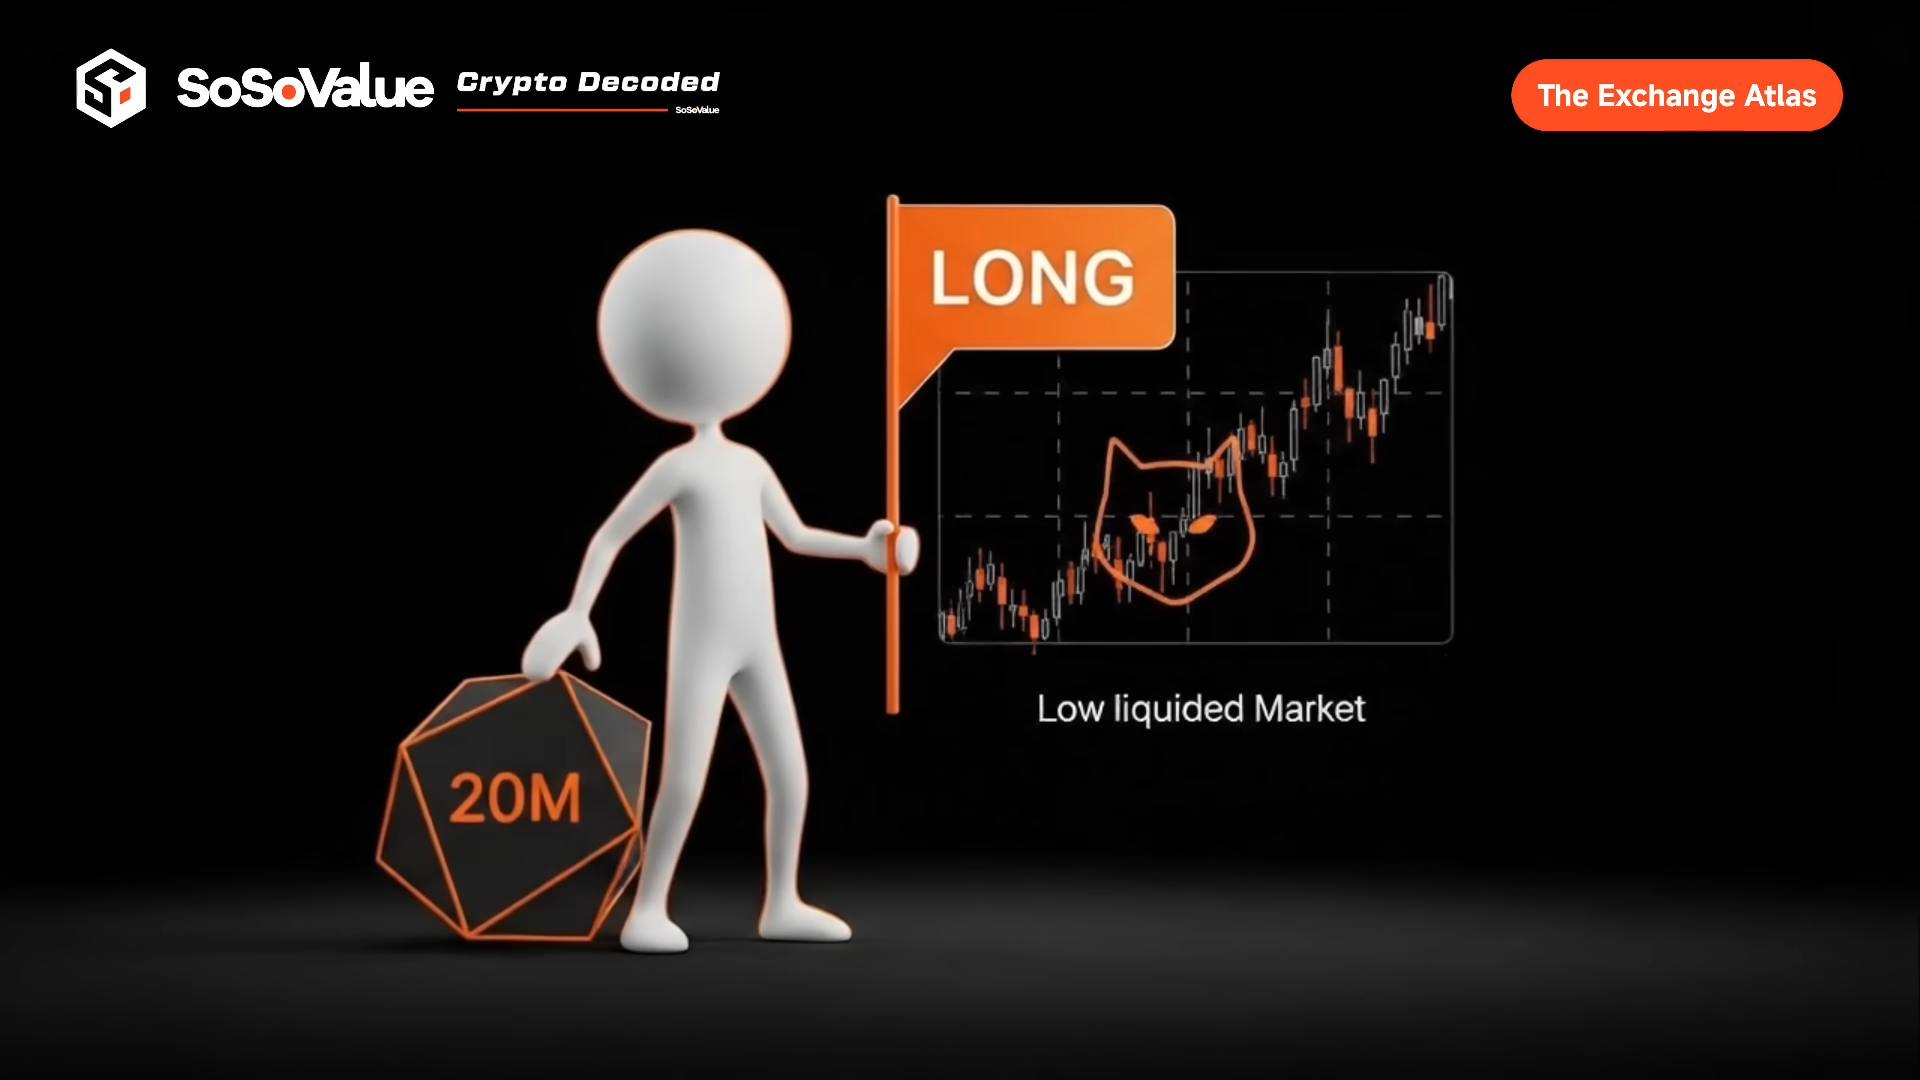 SoSoValue
Crypto Decoded
SoSoValue
The Exchange Atlas
LONG
Low liquided Market
20M